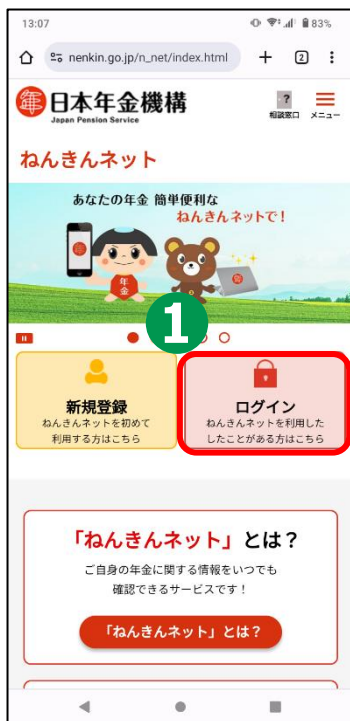 13:07
83%
nenkin.go.jp/n_net/index.html
2
年
日本年金機構
Japan Pension Service
?
相談窓口
メニュー
ねんきんネット
あなたの年金 簡単便利な
ねんきんネットで!
年金
1
新規登録
ねんきんネットを初めて
利用する方はこちら
ログイン
ねんきんネットを利用した
したことがある方はこちら
「ねんきんネット」とは?
ご自身の年金に関する情報をいつでも
確認できるサービスです!
「ねんきんネット」とは?